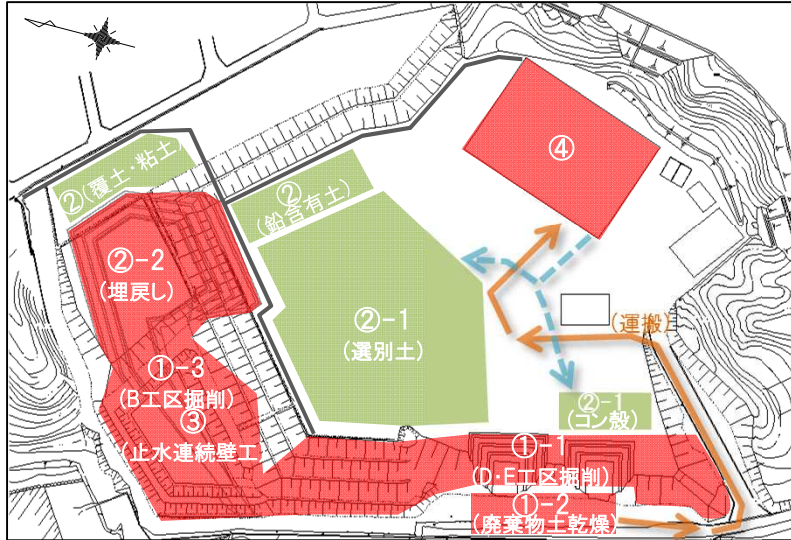 ④
②(覆土・粘土)
②
(鉛含有土)
②-2
(埋戻し)
②-1
(選別土)
(運搬)
①-3
(B工区掘削)
③
(止水連続壁工)
②-1
(コン殻)
①-1
(D・E工区掘削)
①-2
(廃棄物土乾燥)